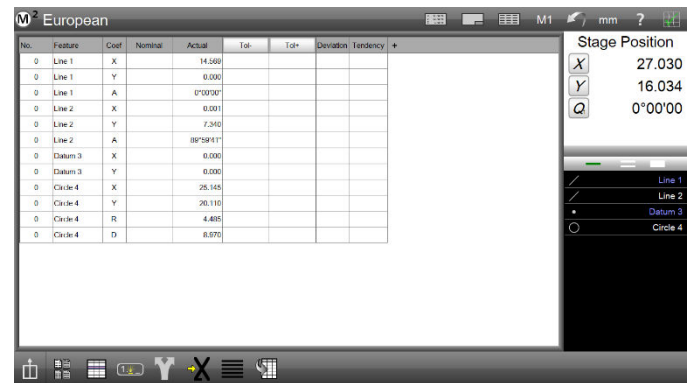 M² European M1 mm ?
No. Feature Coef Nominal Actual Tol- Tol+ Deviation Tendency +
0 Line 1 X 14.569
0 Line 1 Y 0.000
0 Line 1 A 0°00'00"
0 Line 2 X 0.001
0 Line 2 Y 7.340
0 Line 2 A 89°59'41"
0 Datum 3 X 0.000
0 Datum 3 Y 0.000
0 Circle 4 X 25.145
0 Circle 4 Y 20.110
0 Circle 4 R 4.485
0 Circle 4 D 8.970
Stage Position
X 27.030
Y 16.034
Q 0°00'00
Line 1
Line 2
Datum 3
Circle 4